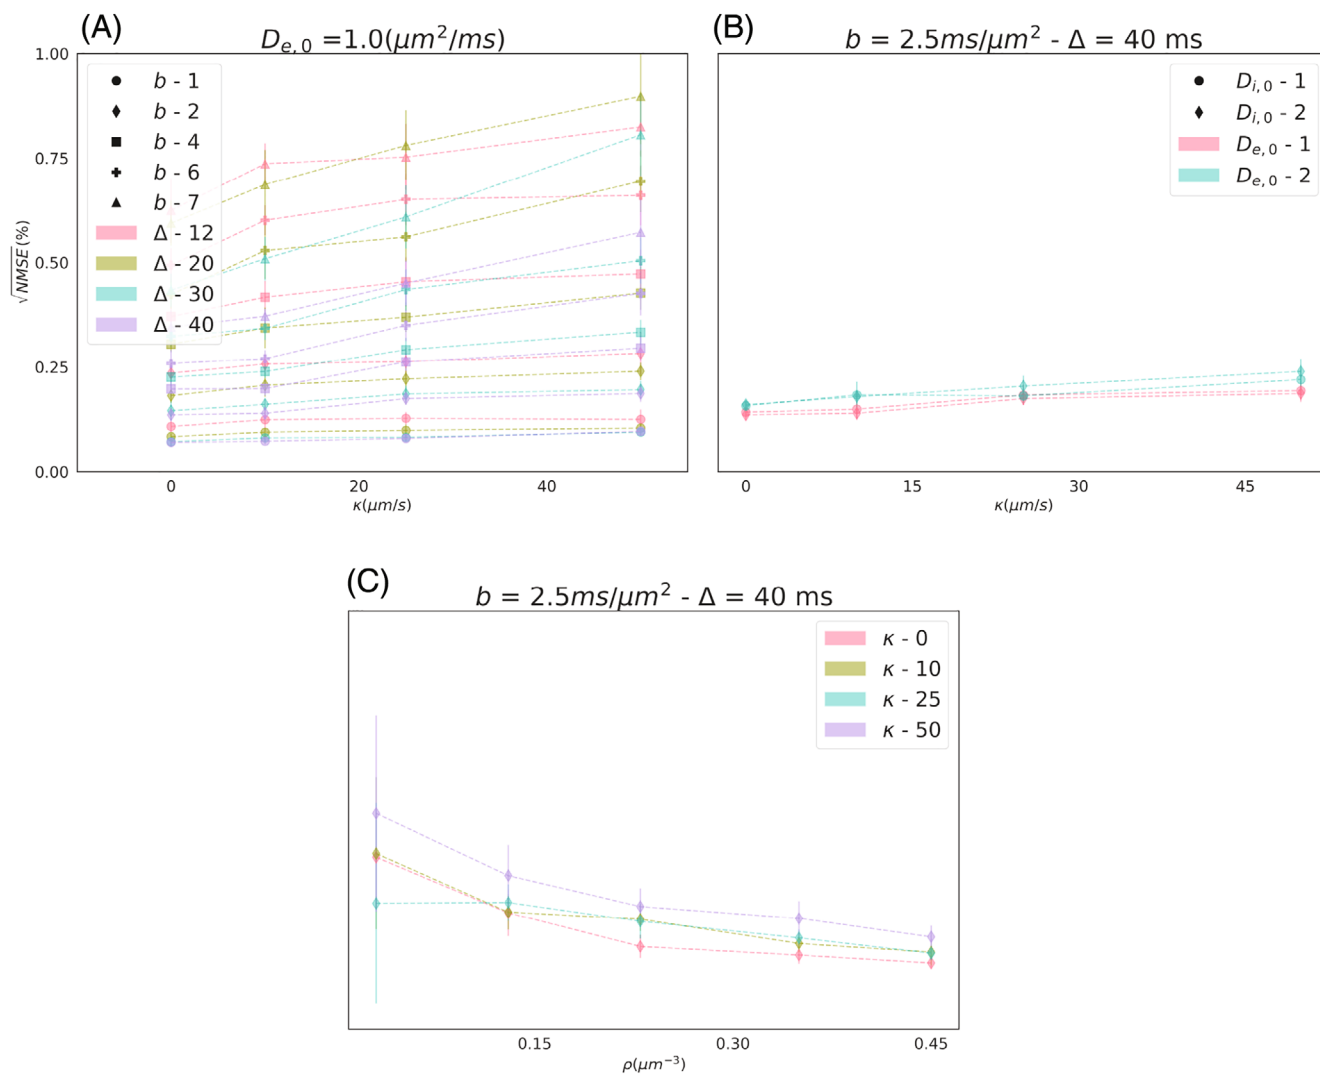 (A)
D_{e,0} =1.0(μm²/ms)
1.00
0.75
0.50
0.25
0.00
√NMSE(%)
b - 1
b - 2
b - 4
b - 6
b - 7
Δ - 12
Δ - 20
Δ - 30
Δ - 40
0
20
40
κ(μm/s)
(B)
b = 2.5ms/μm² - Δ = 40 ms
D_{i,0} - 1
D_{i,0} - 2
D_{e,0} - 1
D_{e,0} - 2
0
15
30
45
κ(μm/s)
(C)
b = 2.5ms/μm² - Δ = 40 ms
κ - 0
κ - 10
κ - 25
κ - 50
0.15
0.30
0.45
ρ(μm⁻³)